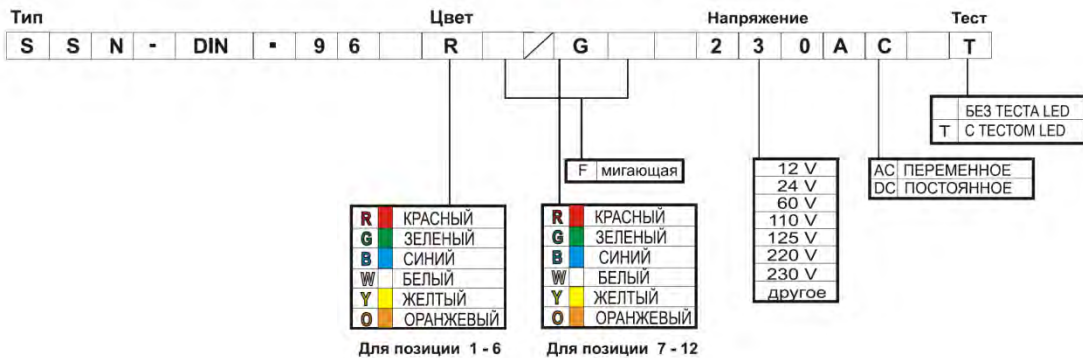 Тип Цвет Напряжение Тест
S S N - DIN - 9 6 R / G 2 3 0 A C T
БЕЗ ТЕСТА LED
T С ТЕСТОМ LED
F мигающая
12 V
24 V
60 V
110 V
125 V
220 V
230 V
другое
AC ПЕРЕМЕННОЕ
DC ПОСТОЯННОЕ
R КРАСНЫЙ
G ЗЕЛЕНЫЙ
B СИНИЙ
W БЕЛЫЙ
Y ЖЕЛТЫЙ
O ОРАНЖЕВЫЙ
Для позиции 1 - 6
R КРАСНЫЙ
G ЗЕЛЕНЫЙ
B СИНИЙ
W БЕЛЫЙ
Y ЖЕЛТЫЙ
O ОРАНЖЕВЫЙ
Для позиции 7 - 12